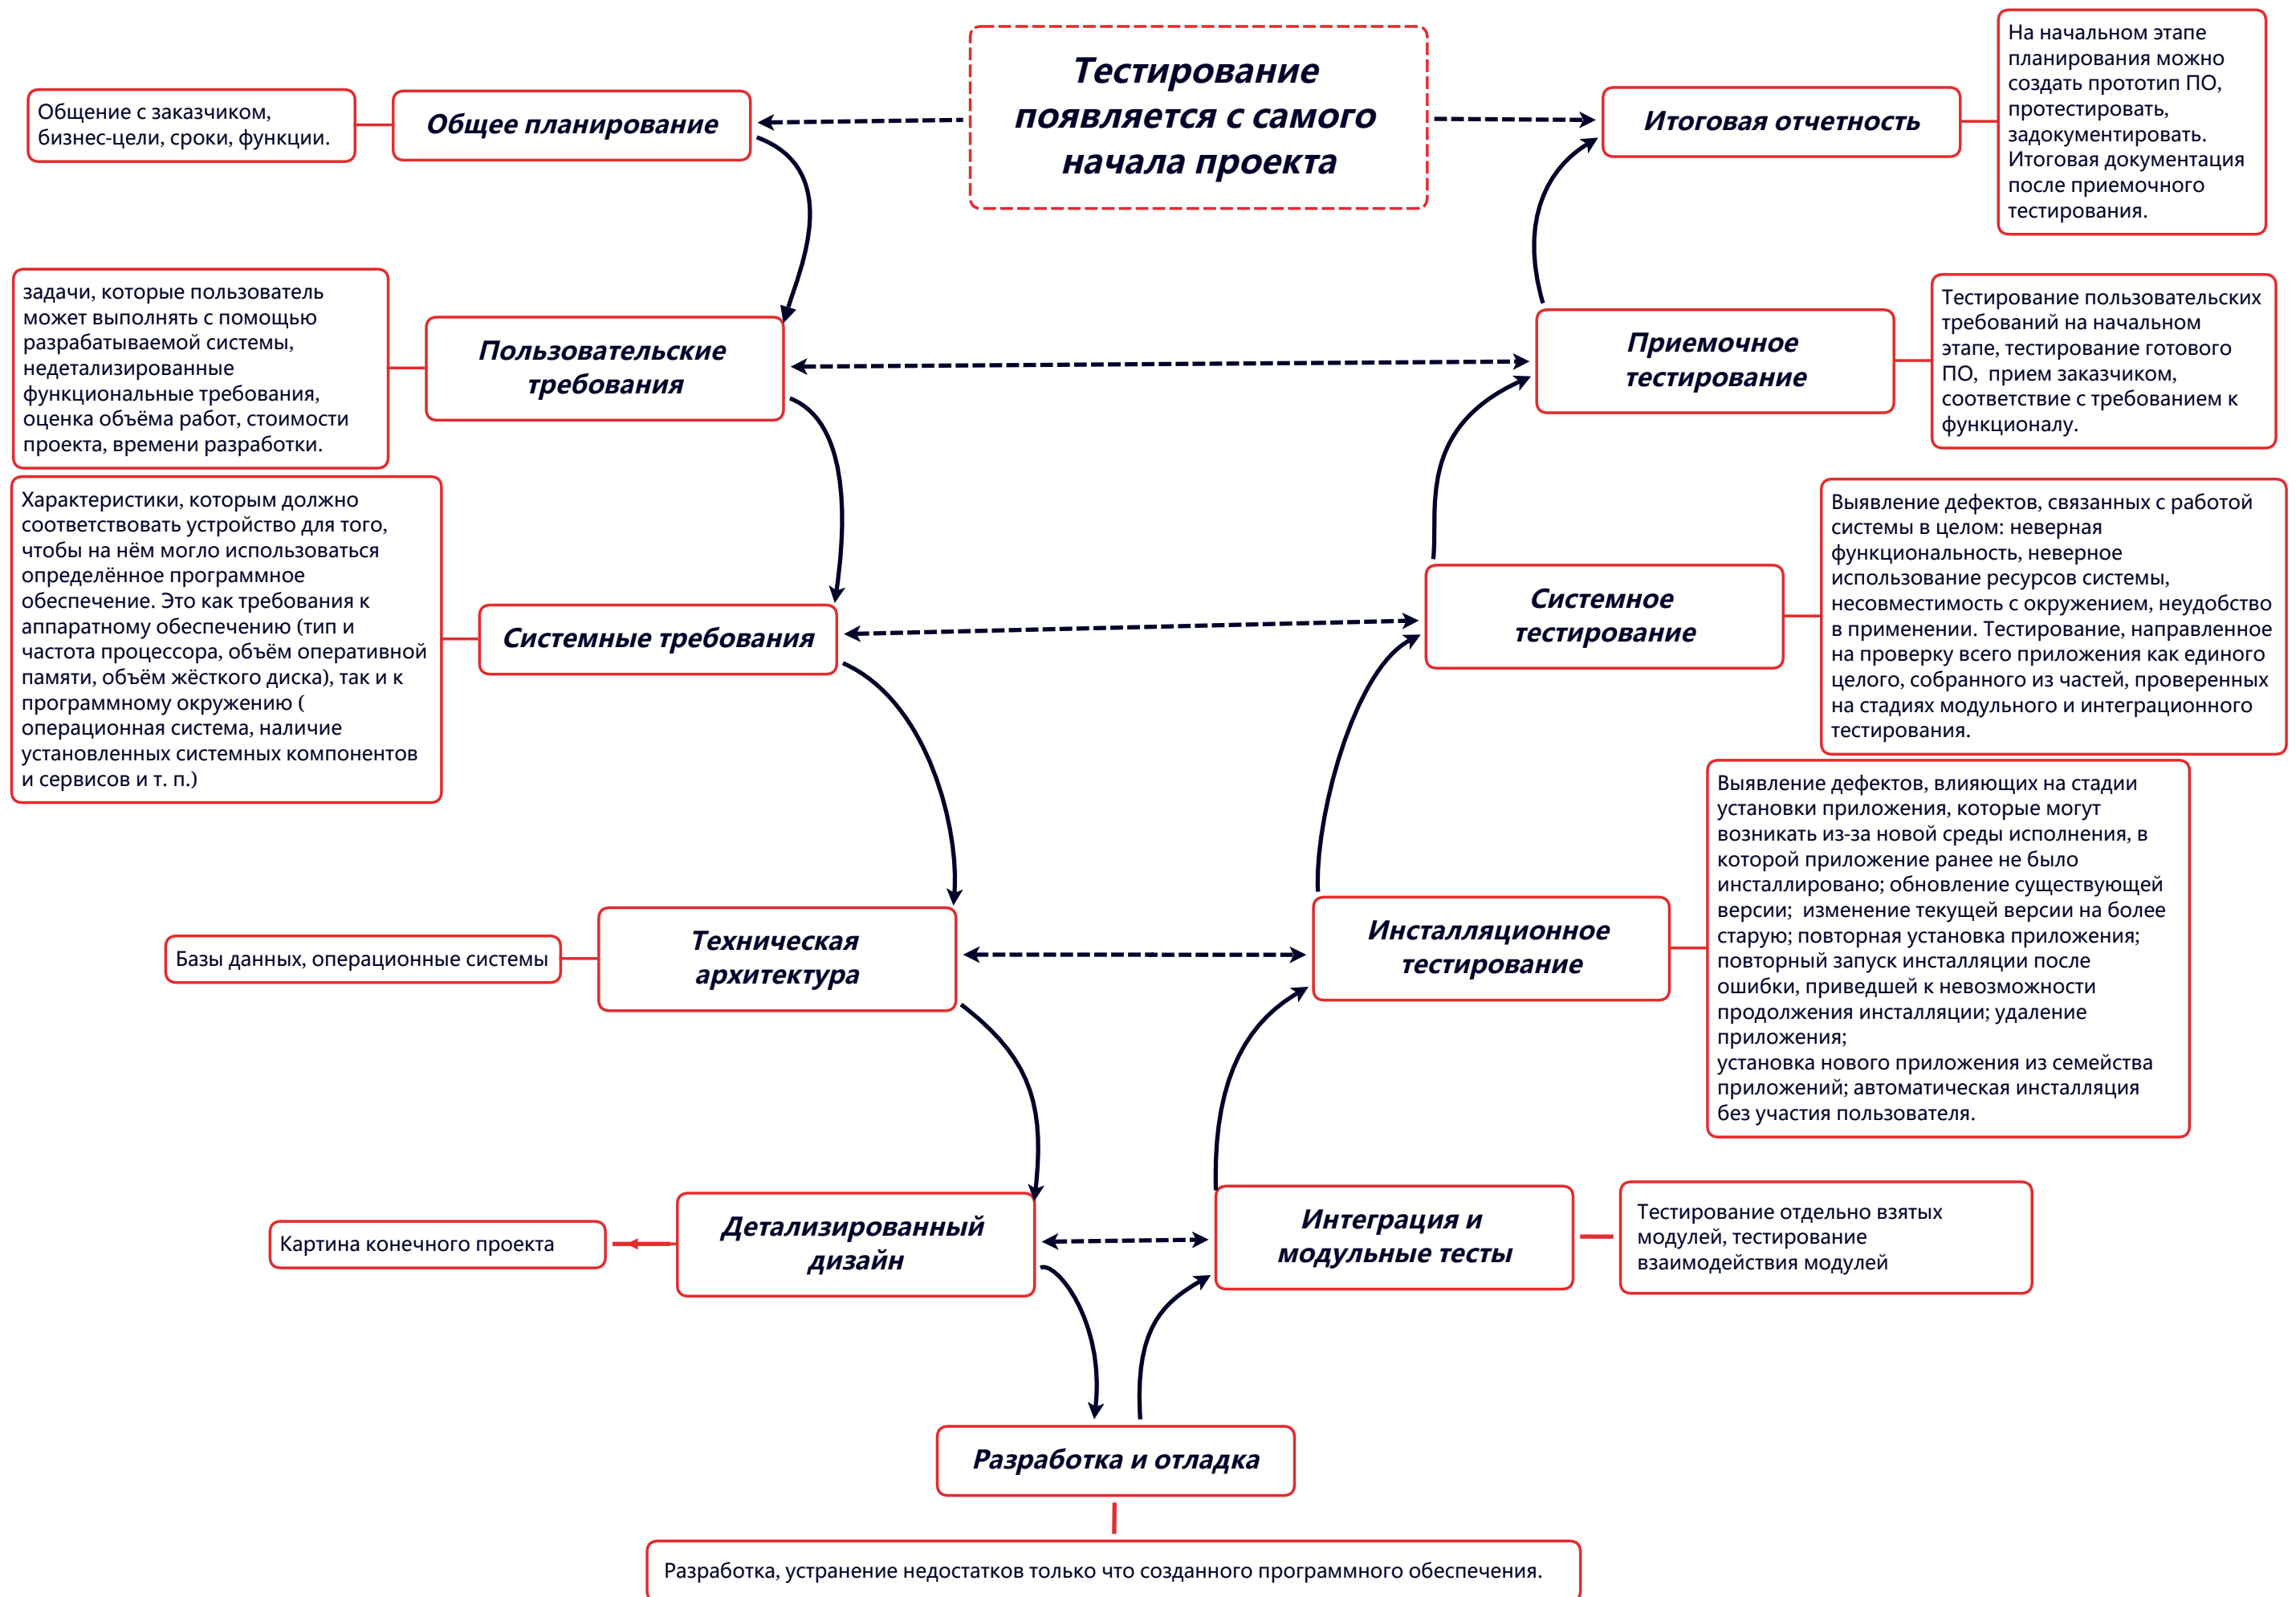 Тестирование
появляется с самого
начала проекта
Общение с заказчиком,
бизнес-цели, сроки, функции.
Общее планирование
Итоговая отчетность
На начальном этапе
планирования можно
создать прототип ПО,
протестировать,
задокументировать.
Итоговая документация
после приемочного
тестирования.
задачи, которые пользователь
может выполнять с помощью
разрабатываемой системы,
недетализированные
функциональные требования,
оценка объёма работ, стоимости
проекта, времени разработки.
Пользовательские
требования
Приемочное
тестирование
Тестирование пользовательских
требований на начальном
этапе, тестирование готового
ПО,  прием заказчиком,
соответствие с требованием к
функционалу.
Характеристики, которым должно
соответствовать устройство для того,
чтобы на нём могло использоваться
определённое программное
обеспечение. Это как требования к
аппаратному обеспечению (тип и
частота процессора, объём оперативной
памяти, объём жёсткого диска), так и к
программному окружению (
операционная система, наличие
установленных системных компонентов
и сервисов и т. п.)
Системные требования
Системное
тестирование
Выявление дефектов, связанных с работой
системы в целом: неверная
функциональность, неверное
использование ресурсов системы,
несовместимость с окружением, неудобство
в применении. Тестирование, направленное
на проверку всего приложения как единого
целого, собранного из частей, проверенных
на стадиях модульного и интеграционного
тестирования.
Базы данных, операционные системы
Техническая
архитектура
Инсталляционное
тестирование
Выявление дефектов, влияющих на стадии
установки приложения, которые могут
возникать из-за новой среды исполнения, в
которой приложение ранее не было
инсталлировано; обновление существующей
версии;  изменение текущей версии на более
старую; повторная установка приложения;
повторный запуск инсталляции после
ошибки, приведшей к невозможности
продолжения инсталляции; удаление
приложения;
установка нового приложения из семейства
приложений; автоматическая инсталляция
без участия пользователя.
Картина конечного проекта
Детализированный
дизайн
Интеграция и
модульные тесты
Тестирование отдельно взятых
модулей, тестирование
взаимодействия модулей
Разработка и отладка
Разработка, устранение недостатков только что созданного программного обеспечения.